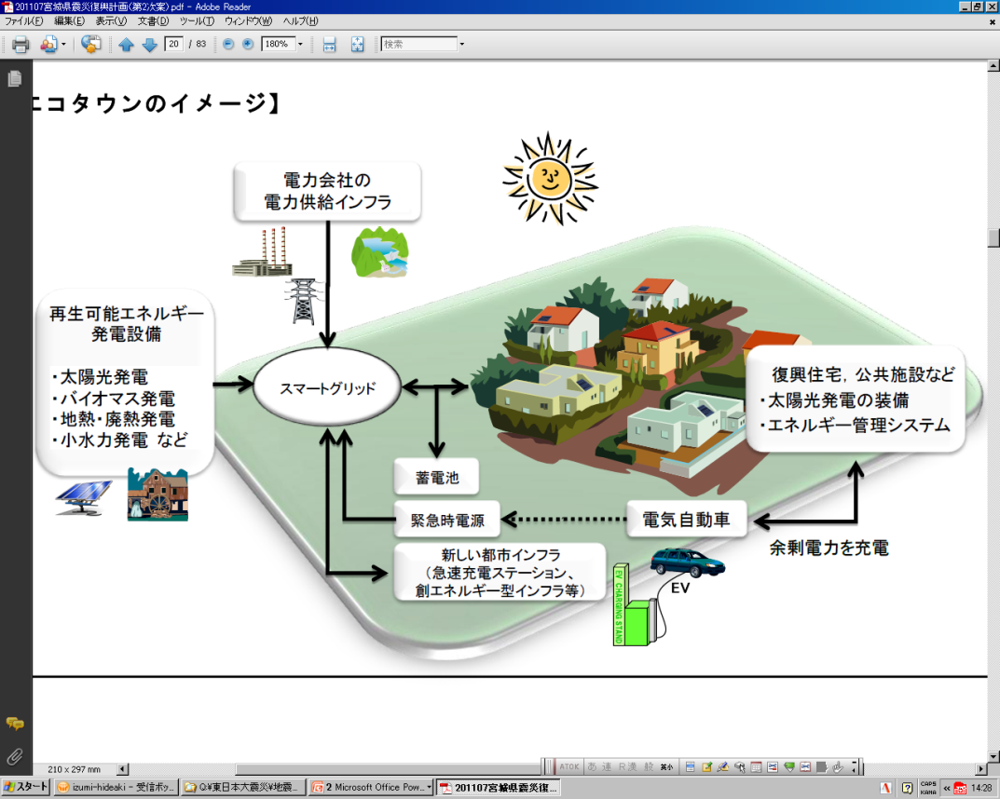 201107宮城県震災復興計画(第2次案).pdf - Adobe Reader
ファイル(F) 編集(E) 表示(V) 文書(D) ツール(T) ウィンドウ(W) ヘルプ(H)
20 / 83 180% 検索
エコタウンのイメージ】
電力会社の
電力供給インフラ
再生可能エネルギー
発電設備
・太陽光発電
・バイオマス発電
・地熱・廃熱発電
・小水力発電 など
スマートグリッド
復興住宅，公共施設など
・太陽光発電の装備
・エネルギー管理システム
蓄電池
緊急時電源
電気自動車
余剰電力を充電
新しい都市インフラ
（急速充電ステーション、
創エネルギー型インフラ等）
EV
EV CHARGING STAND
210 x 297 mm
ATOK あ 連 R漢 般 英小
スタート izumi-hideaki - 受信ボッ... Q:¥東日本大震災¥地震... 2 Microsoft Office Pow... 201107宮城県震災復... CAPS KANA 14:28